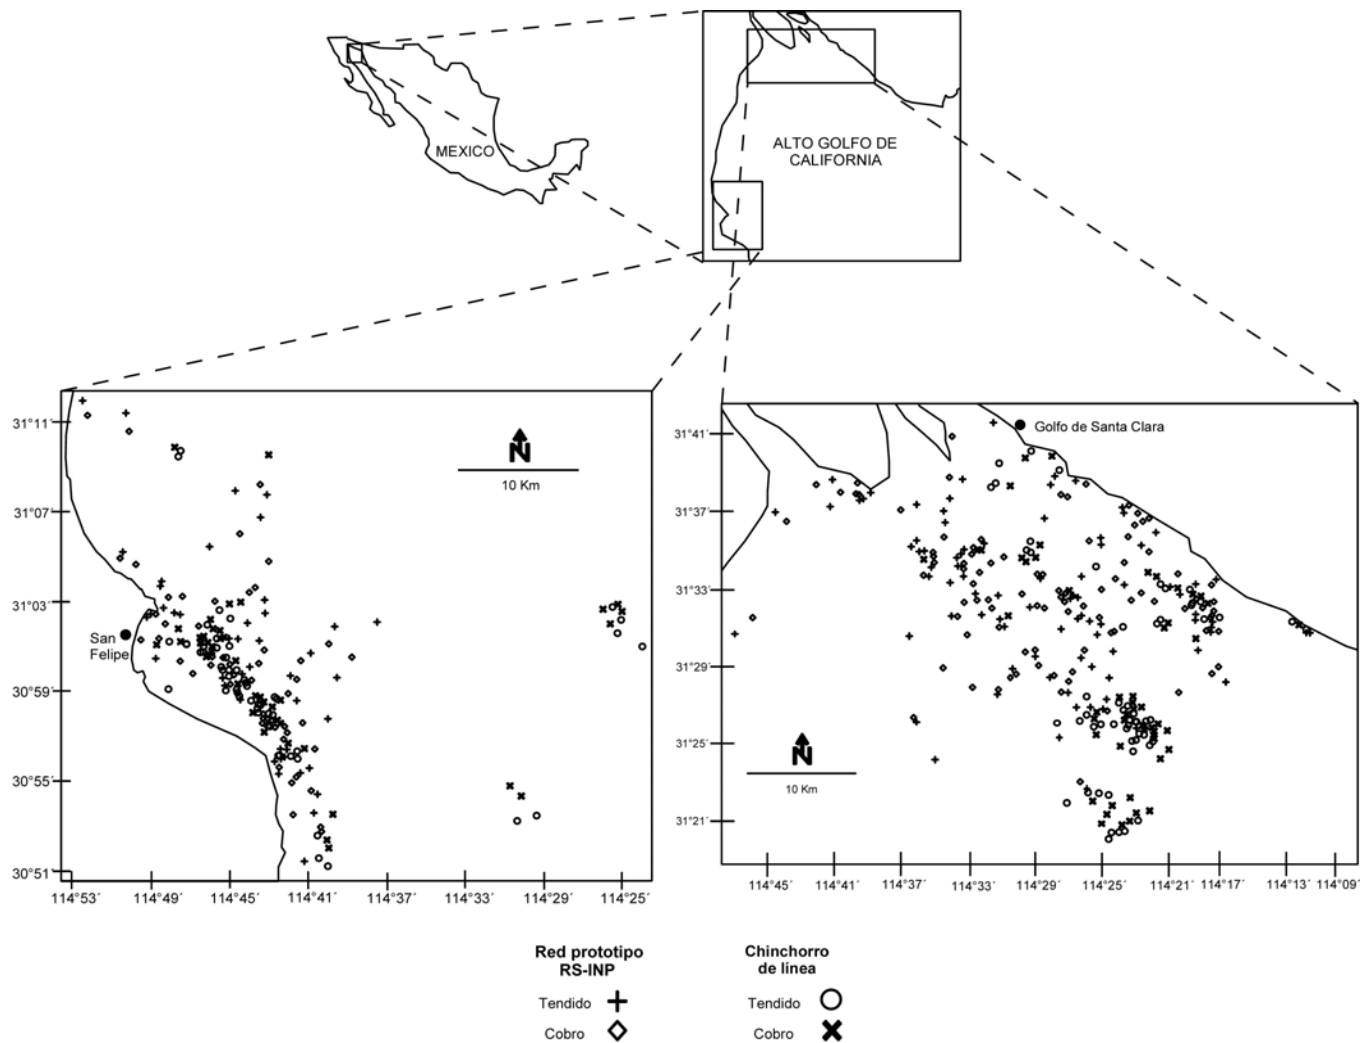 MEXICO
ALTO GOLFO DE
CALIFORNIA
31°11´
31°07´
31°03´
30°59´
30°55´
30°51´
N
10 Km
San
Felipe
114°53´
114°49´
114°45´
114°41´
114°37´
114°33´
114°29´
114°25´
31°41´
31°37´
31°33´
31°29´
31°25´
31°21´
Golfo de Santa Clara
N
10 Km
114°45´
114°41´
114°37´
114°33´
114°29´
114°25´
114°21´
114°17´
114°13´
114°09´
Red prototipo
RS-INP
Tendido
Cobro
Chinchorro
de línea
Tendido
Cobro